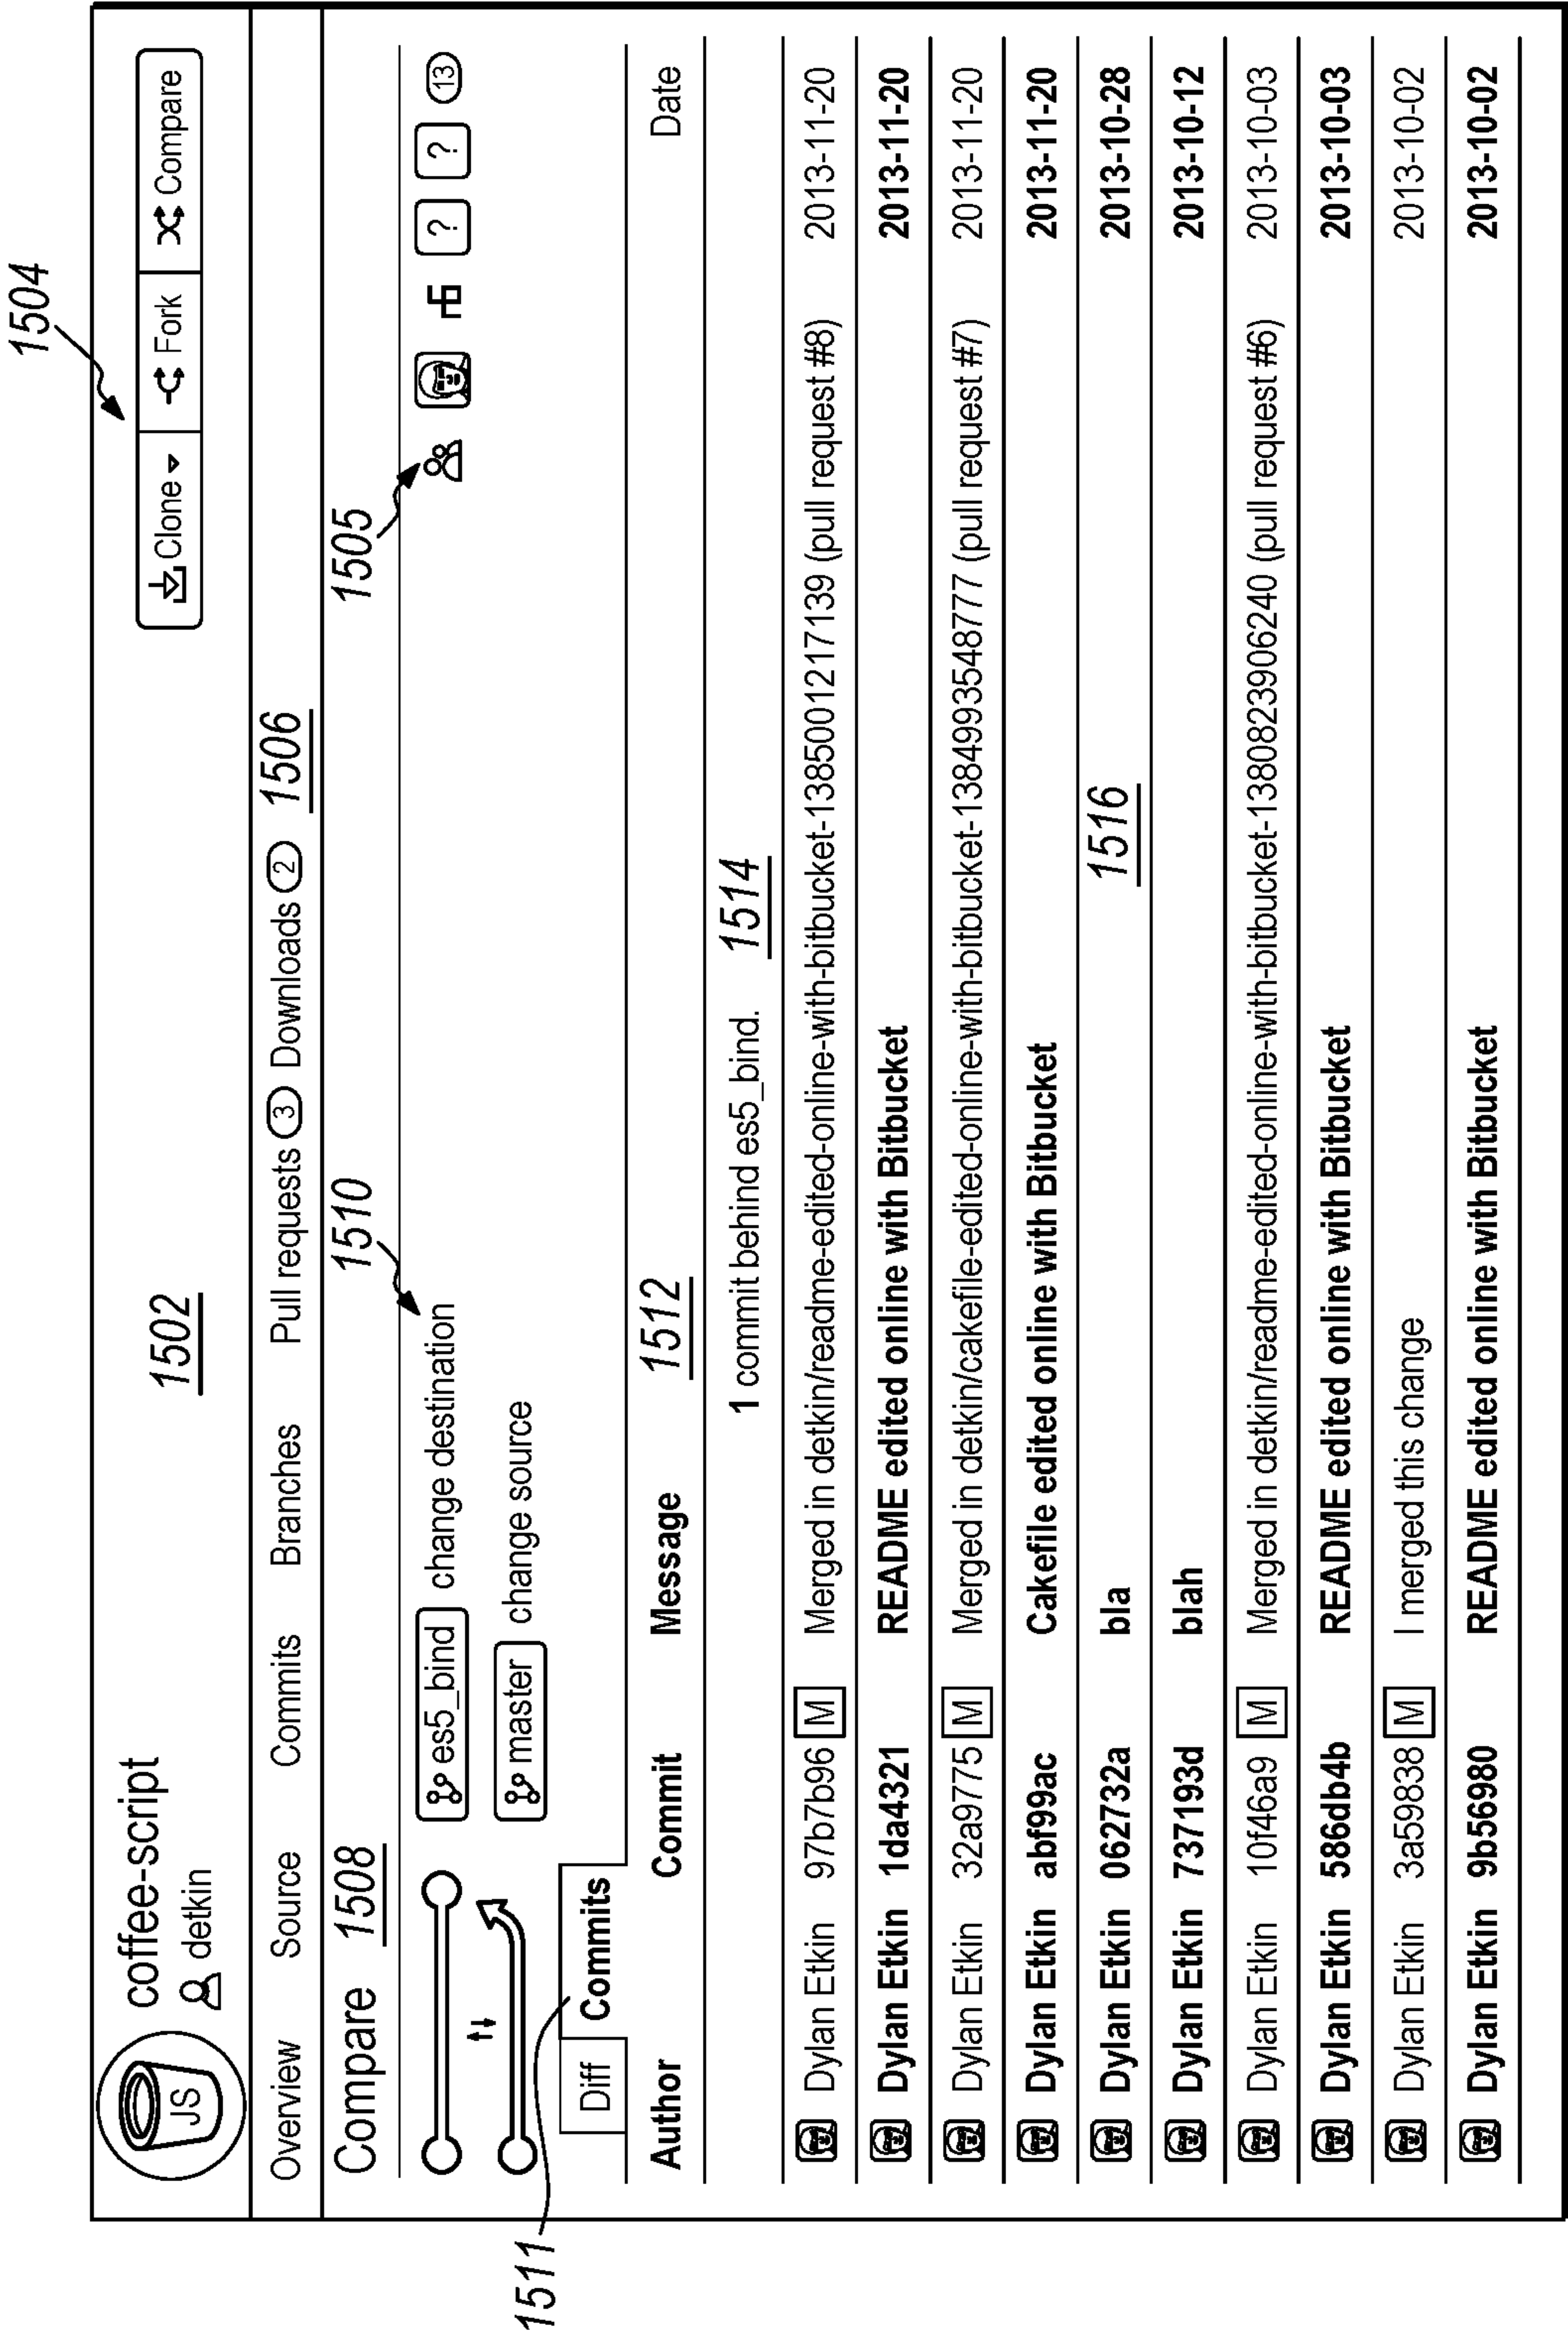 1504
coffee-script
detkin
JS
1502
Clone Fork Compare
Overview Source Commits Branches Pull requests 3 Downloads 2 1506
Compare 1508 1510 1505
es5_bind change destination ? ? 13
master change source
1511
Diff Commits
Author Commit Message 1512 Date
1 commit behind es5_bind. 1514
Dylan Etkin 97b7b96 M Merged in detkin/readme-edited-online-with-bitbucket-1385001217139 (pull request #8) 2013-11-20
Dylan Etkin 1da4321 README edited online with Bitbucket 2013-11-20
Dylan Etkin 32a9775 M Merged in detkin/cakefile-edited-online-with-bitbucket-1384993548777 (pull request #7) 2013-11-20
Dylan Etkin abf99ac Cakefile edited online with Bitbucket 2013-11-20
Dylan Etkin 062732a bla 1516 2013-10-28
Dylan Etkin 737193d blah 2013-10-12
Dylan Etkin 10f46a9 M Merged in detkin/readme-edited-online-with-bitbucket-1380823906240 (pull request #6) 2013-10-03
Dylan Etkin 586db4b README edited online with Bitbucket 2013-10-03
Dylan Etkin 3a59838 M I merged this change 2013-10-02
Dylan Etkin 9b56980 README edited online with Bitbucket 2013-10-02